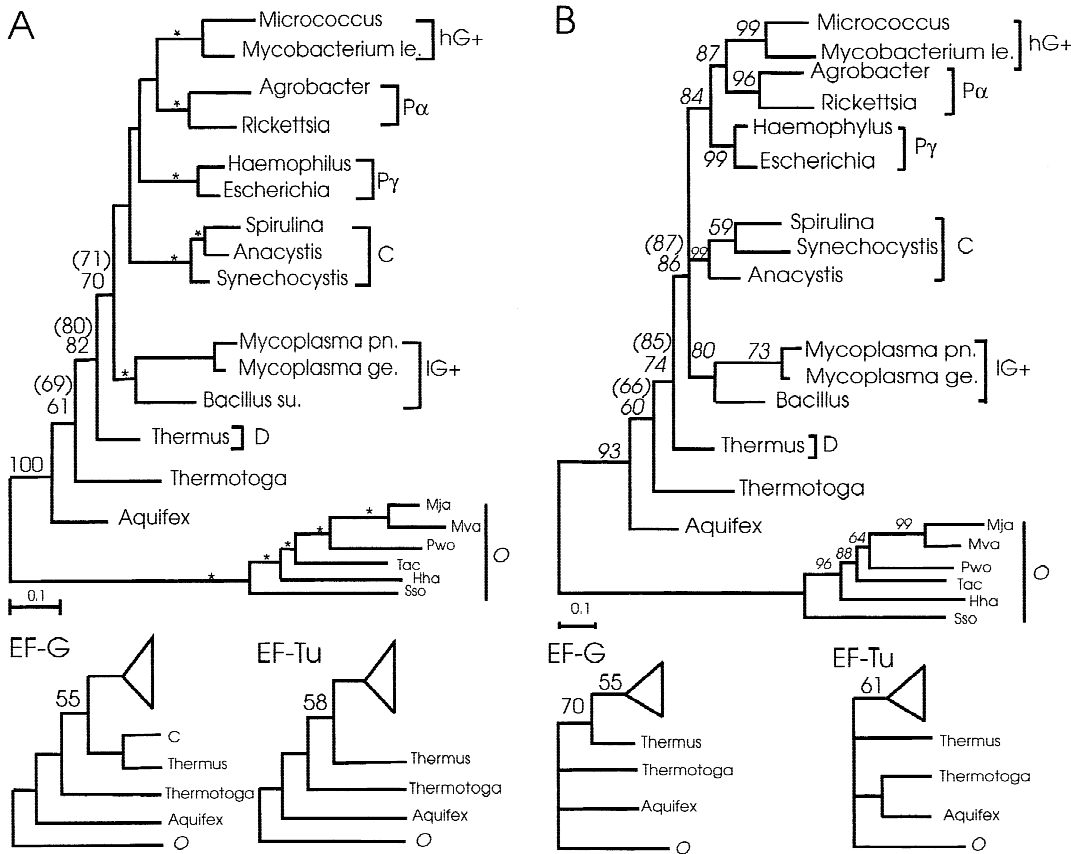 A
Micrococcus
*
Mycobacterium le.
hG+
Agrobacter
*
Rickettsia
Pα
Haemophilus
*
Escherichia
Pγ
Spirulina
*
Anacystis
*
Synechocystis
C
(71)
70
(80)
82
Mycoplasma pn.
Mycoplasma ge.
*
Bacillus su.
lG+
(69)
61
Thermus
D
100
Thermotoga
Aquifex
Mja
*
Mva
*
Pwo
*
Tac
*
Hha
*
Sso
O
0.1
B
Micrococcus
99
Mycobacterium le.
hG+
87
Agrobacter
96
Rickettsia
Pα
84
Haemophylus
99
Escherichia
Pγ
Spirulina
59
Synechocystis
99
Anacystis
C
(87)
86
(85)
74
80
73
Mycoplasma pn.
Mycoplasma ge.
Bacillus
lG+
(66)
60
Thermus
D
93
Thermotoga
Aquifex
99
Mja
Mva
64
Pwo
88
Tac
96
Hha
Sso
O
0.1
EF-G
55
C
Thermus
Thermotoga
Aquifex
O
EF-Tu
58
Thermus
Thermotoga
Aquifex
O
EF-G
55
70
Thermus
Thermotoga
Aquifex
O
EF-Tu
61
Thermus
Thermotoga
Aquifex
O